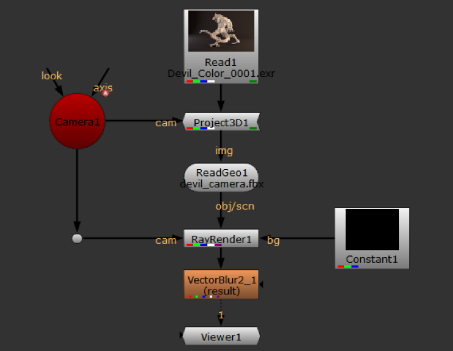 look
axis
Camera1
Read1
Devil_Color_0001.exr
cam
Project3D1
img
ReadGeo1
devil_camera.fbx
obj/scn
cam
RayRender1
bg
Constant1
VectorBlur2_1
(result)
1
Viewer1